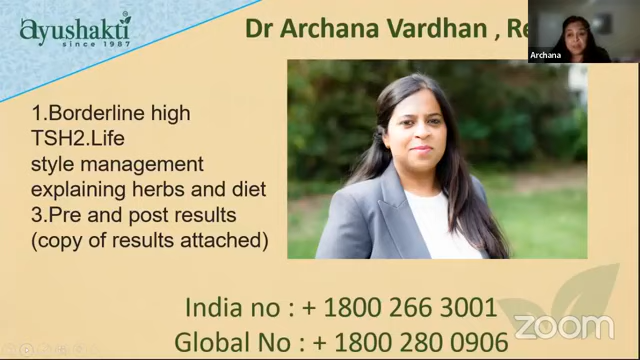 ayushakti
since 1987
Dr Archana Vardhan , Re
Archana
1.Borderline high
TSH2.Life
style management
explaining herbs and diet
3.Pre and post results
(copy of results attached)
India no : + 1800 266 3001
Global No : + 1800 280 0906
zoom